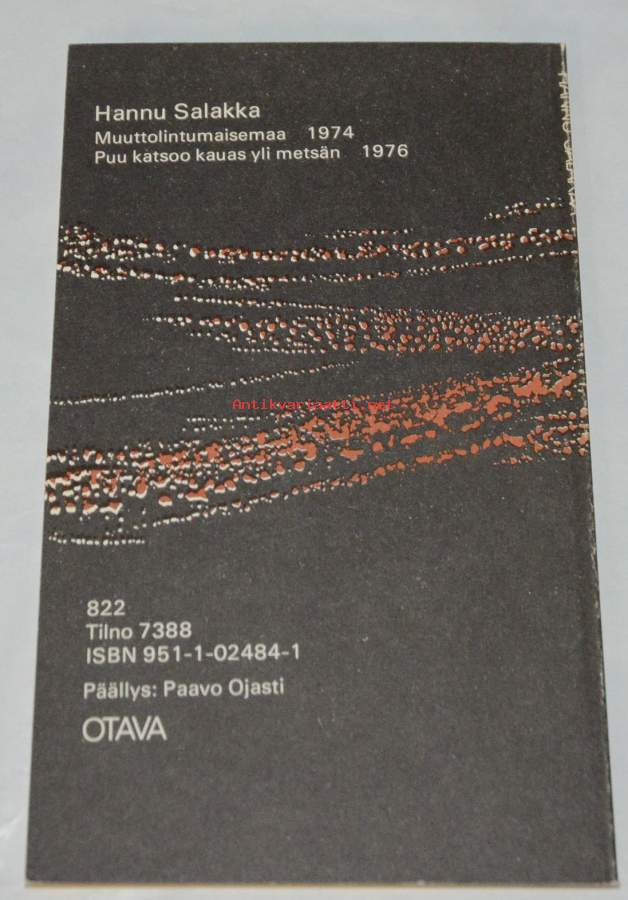 Hannu Salakka
Muuttolintumaisemaa 1974
Puu katsoo kauas yli metsän 1976
Antikvariaatti.net
822
Tilno 7388
ISBN 951-1-02484-1
Päällys: Paavo Ojasti
OTAVA